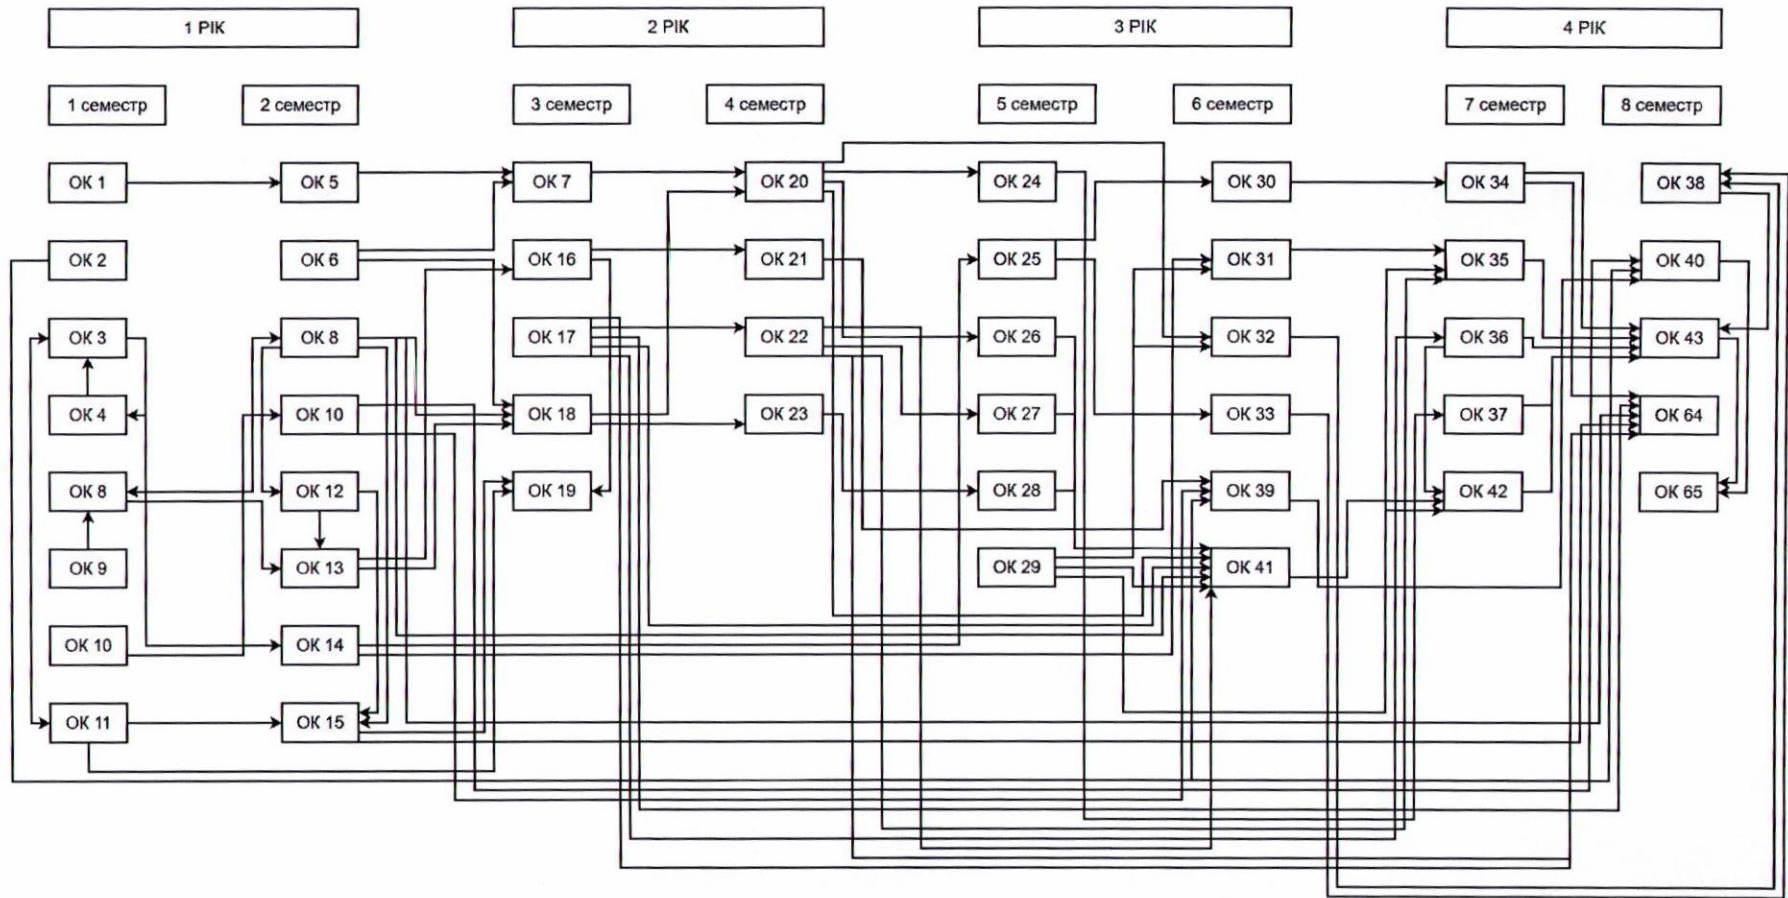 1 РІК 2 РІК 3 РІК 4 РІК
1 семестр 2 семестр 3 семестр 4 семестр 5 семестр 6 семестр 7 семестр 8 семестр
ОК 1 ОК 5 ОК 7 ОК 20 ОК 24 ОК 30 ОК 34 ОК 38
ОК 2 ОК 6 ОК 16 ОК 21 ОК 25 ОК 31 ОК 35 ОК 40
ОК 3 ОК 8 ОК 17 ОК 22 ОК 26 ОК 32 ОК 36 ОК 43
ОК 4 ОК 10 ОК 18 ОК 23 ОК 27 ОК 33 ОК 37 ОК 64
ОК 8 ОК 12 ОК 19 ОК 28 ОК 39 ОК 42 ОК 65
ОК 9 ОК 13 ОК 29 ОК 41
ОК 10 ОК 14
ОК 11 ОК 15